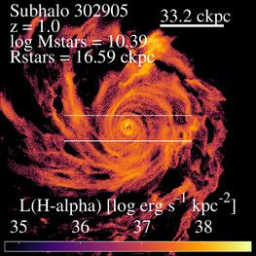 Subhalo 302905
z = 1.0
log Mstars = 10.39
Rstars = 16.59 ckpc
33.2 ckpc
L(H-alpha) [log erg s⁻¹ kpc⁻²]
35 36 37 38